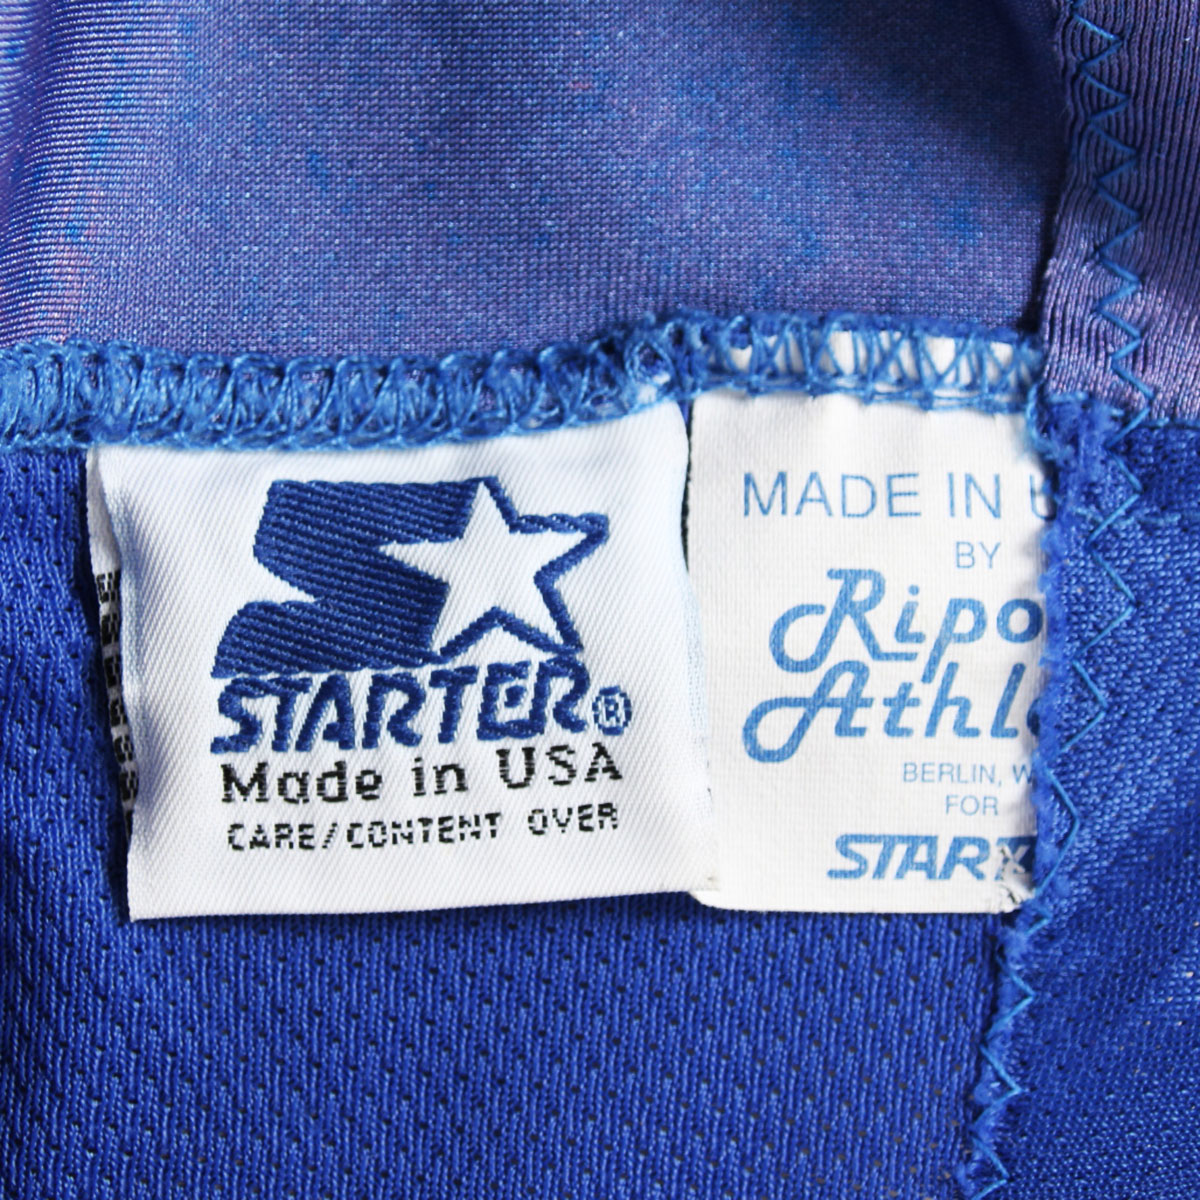 STARTER®
Made in USA
CARE/CONTENT OVER
MADE IN U
BY
Ripo
Athl
BERLIN, W
FOR
STAR